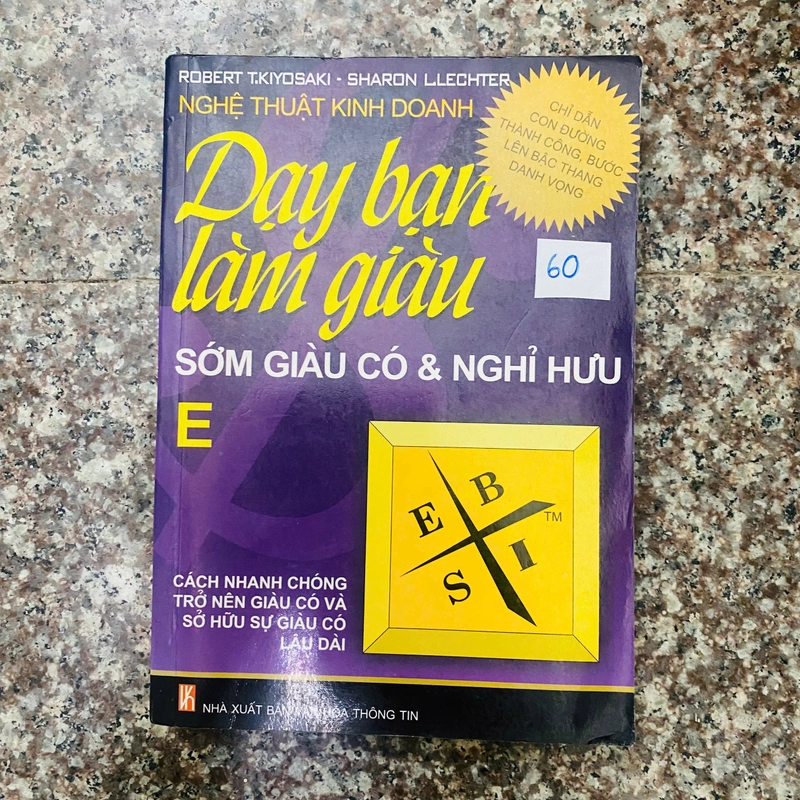 ROBERT T.KIYOSAKI - SHARON L.LECHTER
NGHỆ THUẬT KINH DOANH
CHỈ DẪN
CON ĐƯỜNG
THÀNH CÔNG, BƯỚC
LÊN BẬC THANG
DANH VỌNG
Dạy bạn
làm giàu
60
SỚM GIÀU CÓ & NGHỈ HƯU
E
B
E
I
TM
S
CÁCH NHANH CHÓNG
TRỞ NÊN GIÀU CÓ VÀ
SỞ HỮU SỰ GIÀU CÓ
LÂU DÀI
VH
NHÀ XUẤT BẢN VĂN HÓA THÔNG TIN